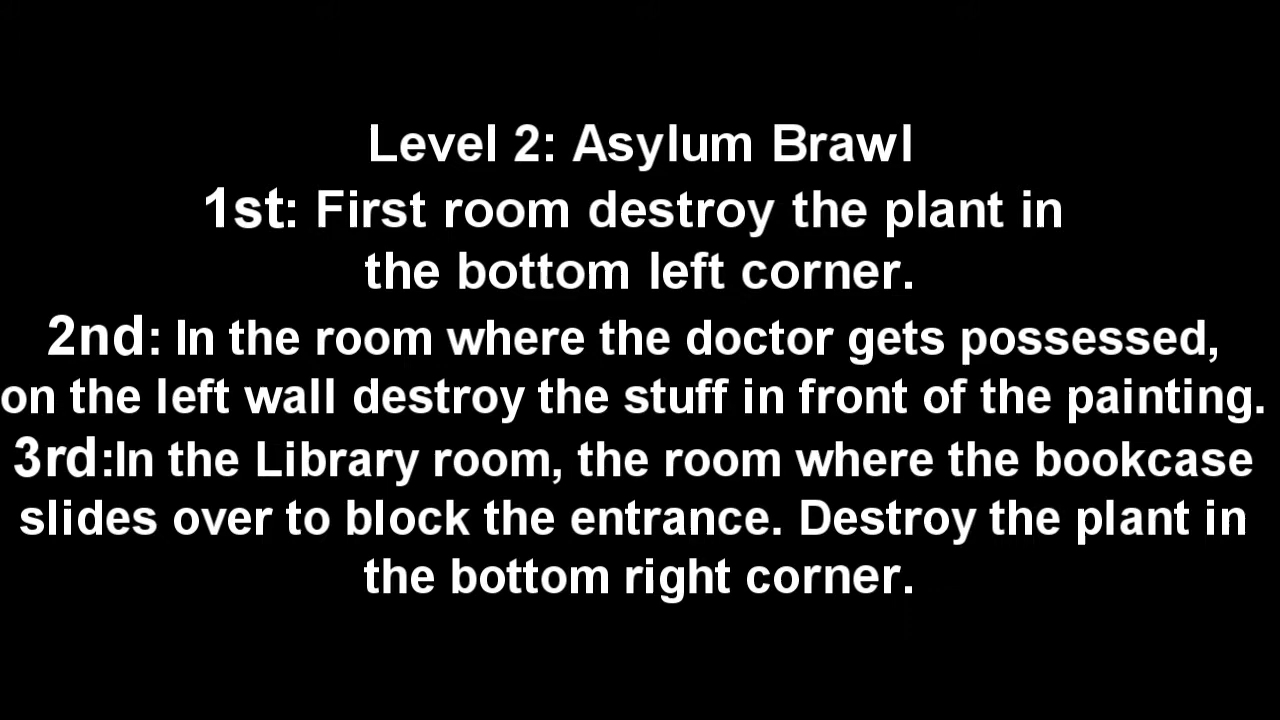 Level 2: Asylum Brawl
1st: First room destroy the plant in
the bottom left corner.
2nd: In the room where the doctor gets possessed,
on the left wall destroy the stuff in front of the painting.
3rd:In the Library room, the room where the bookcase
slides over to block the entrance. Destroy the plant in
the bottom right corner.